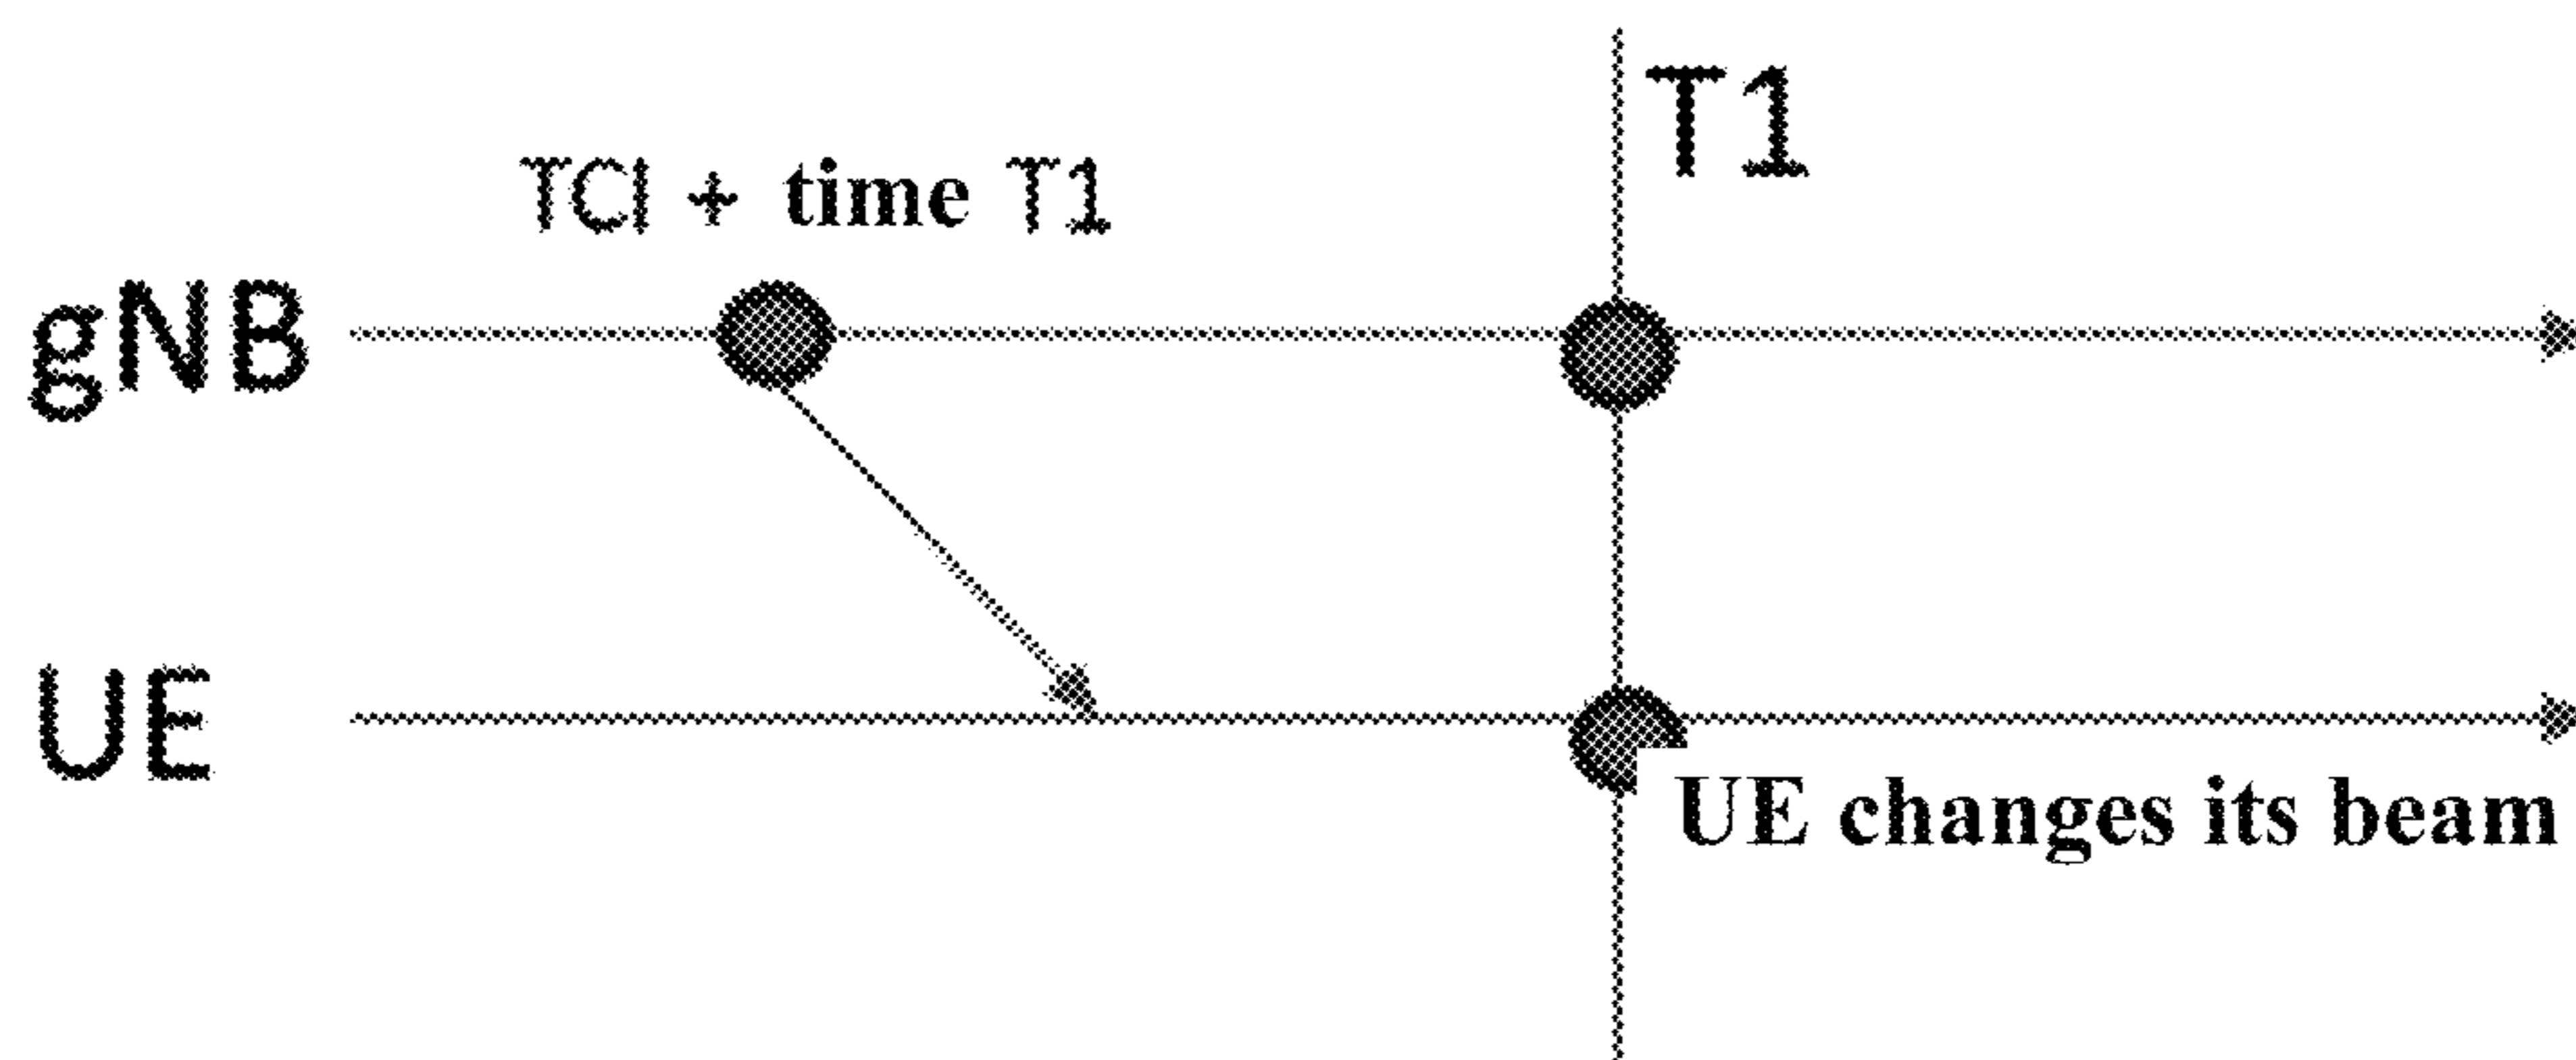 T1
TCI + time T1
gNB
UE
UE changes its beam